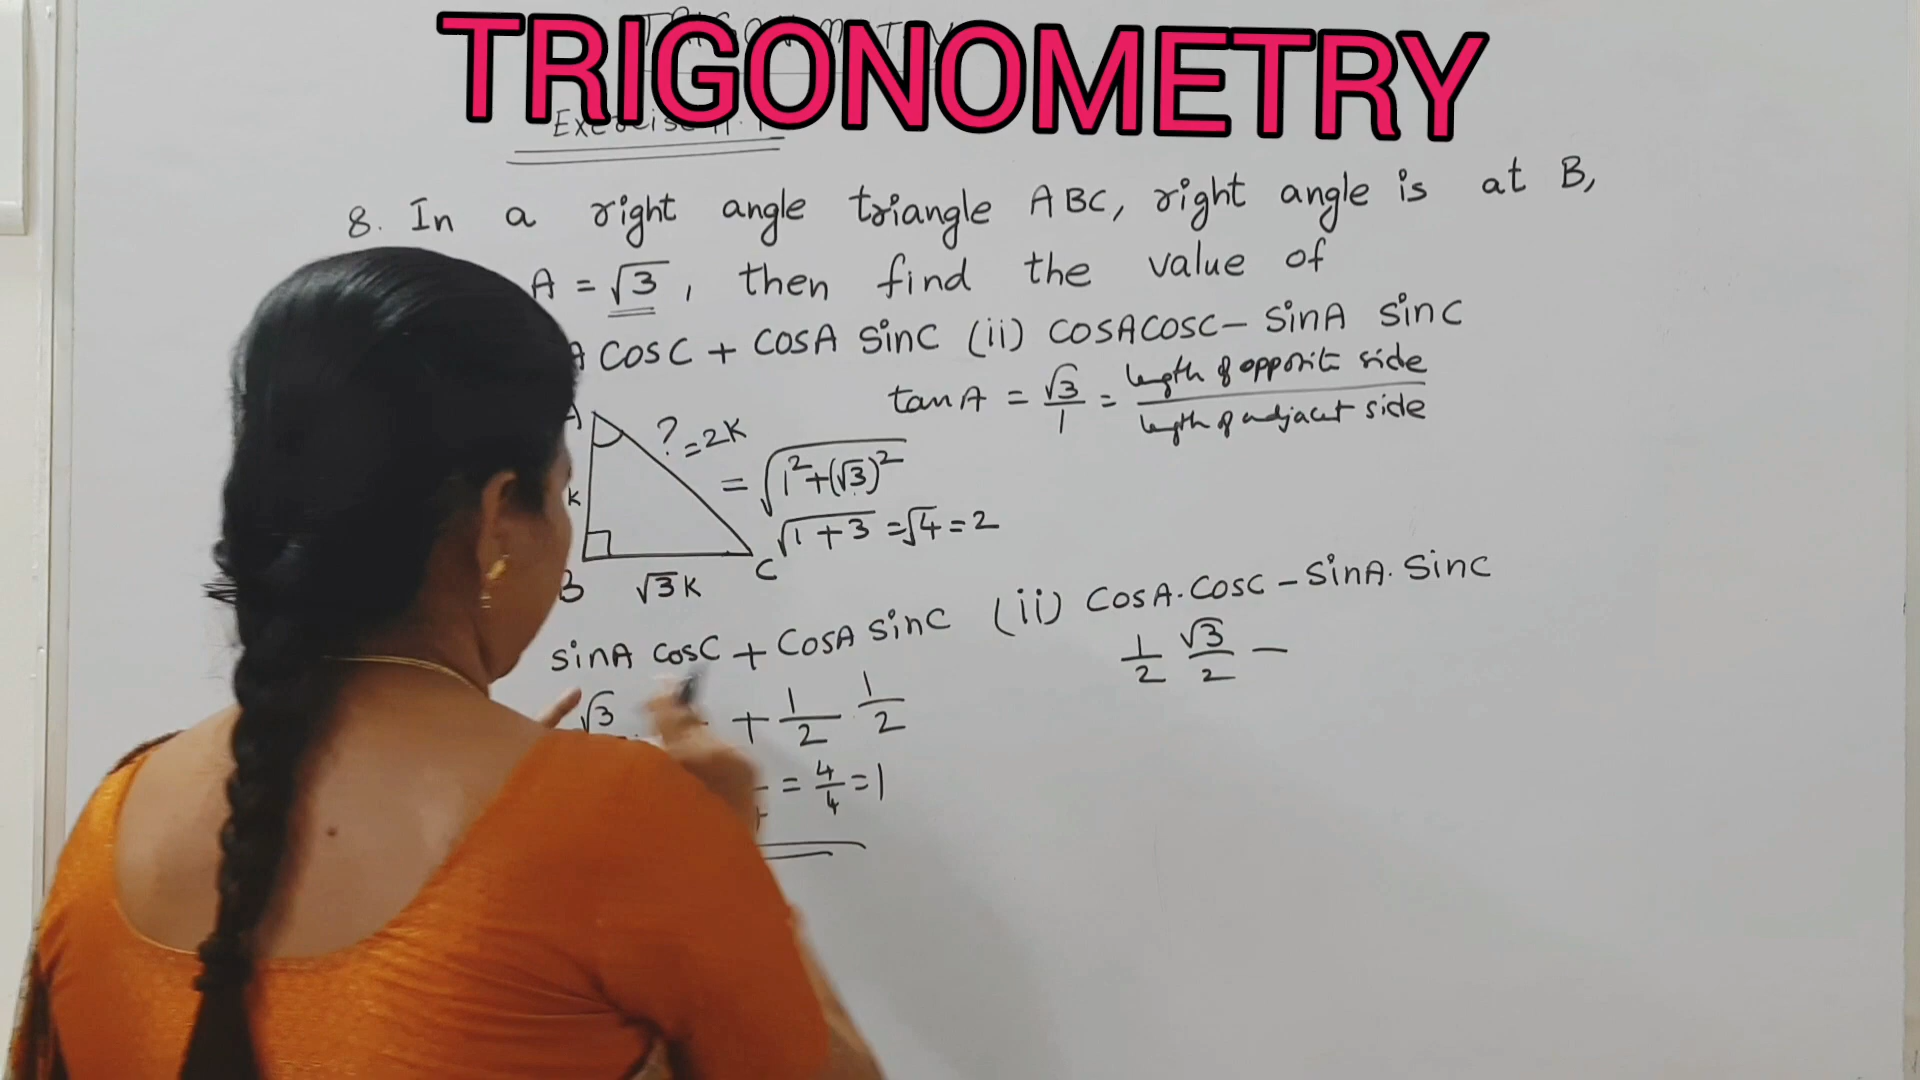 TRIGONOMETRY
Exercise 11.1
8. In a right angle triangle ABC, right angle is at B,
A = √3, then find the value of
A cosC + cosA sinC (ii) cosAcosC – sinA sinC
tanA = √3/1 = length of opposite side / length of adjacent side
A
? = 2K
K
= √(1² + (√3)²)
√(1 + 3) = √4 = 2
B √3K C
sinA cosC + cosA sinC (ii) cosA. cosC – sinA. sinC
√3 + 1/2 . 1/2
1/2 √3/2 –
= 4/4 = 1